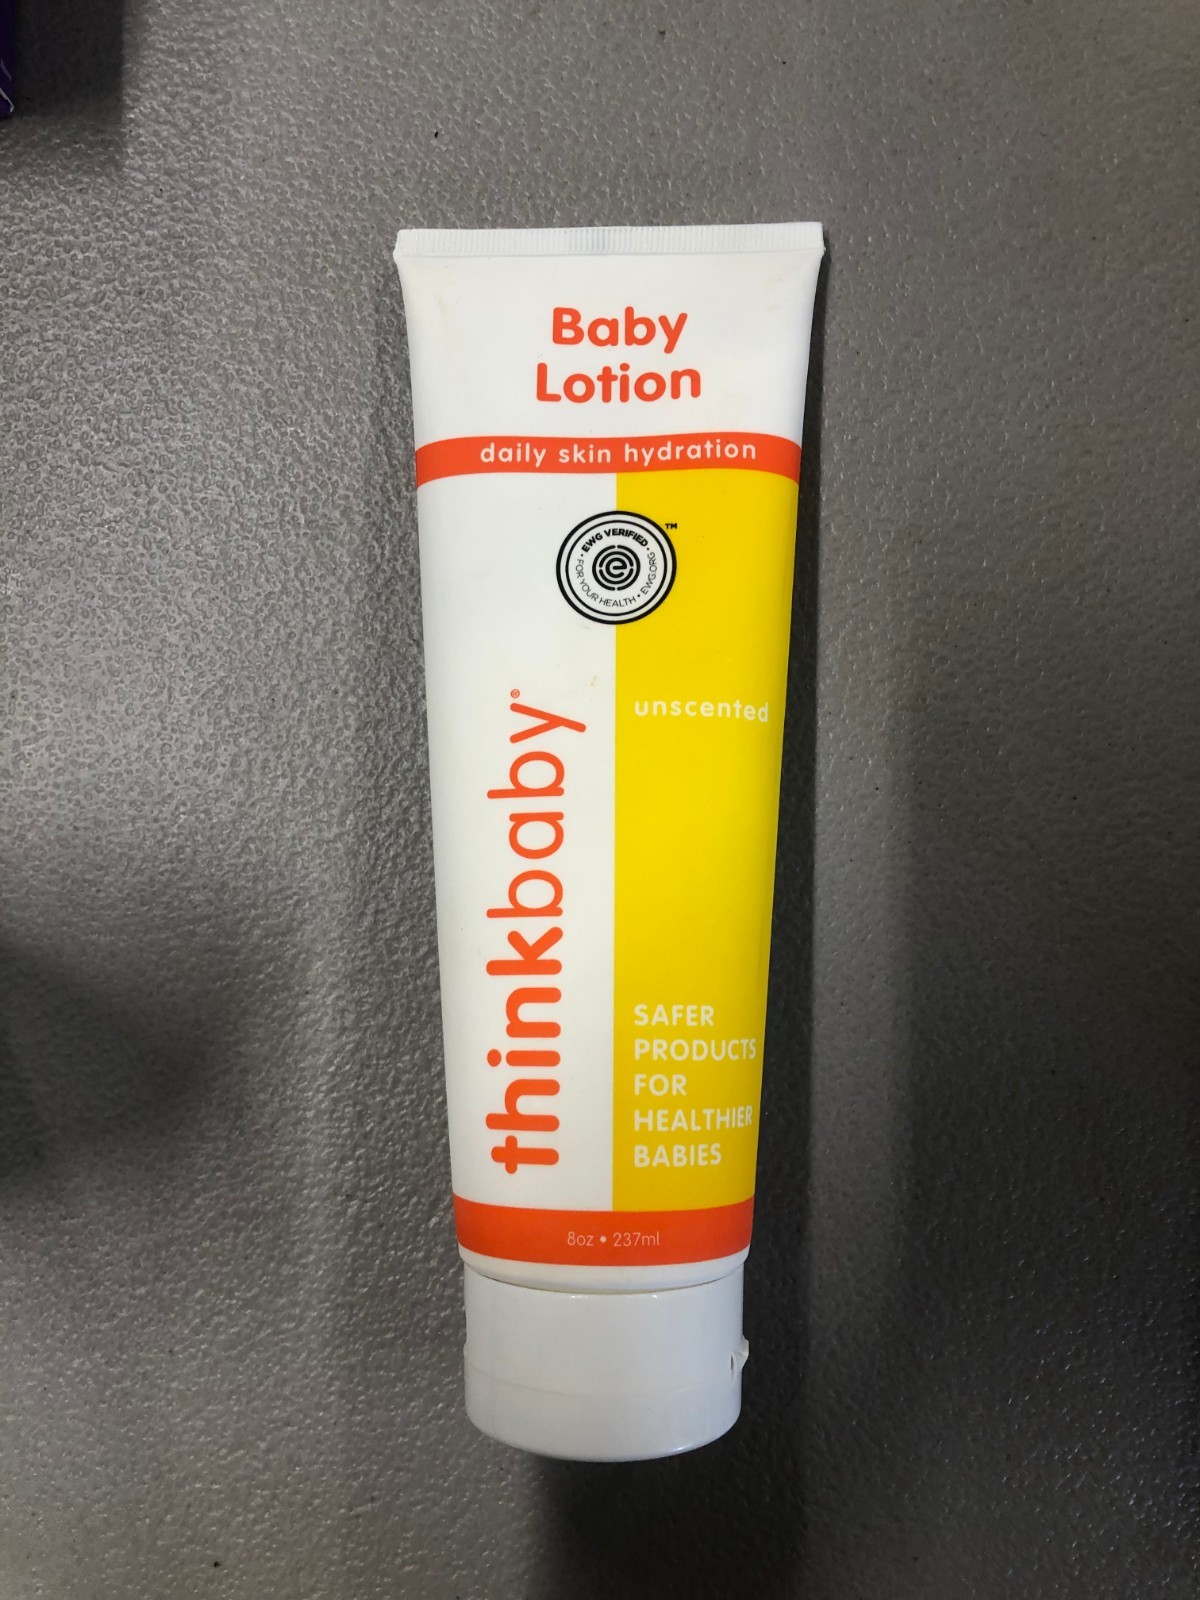 Baby
Lotion
daily skin hydration
EWG VERIFIED ™
• FOR YOUR HEALTH • EWG.ORG •
unscented
thinkbaby®
SAFER
PRODUCTS
FOR
HEALTHIER
BABIES
8oz • 237ml